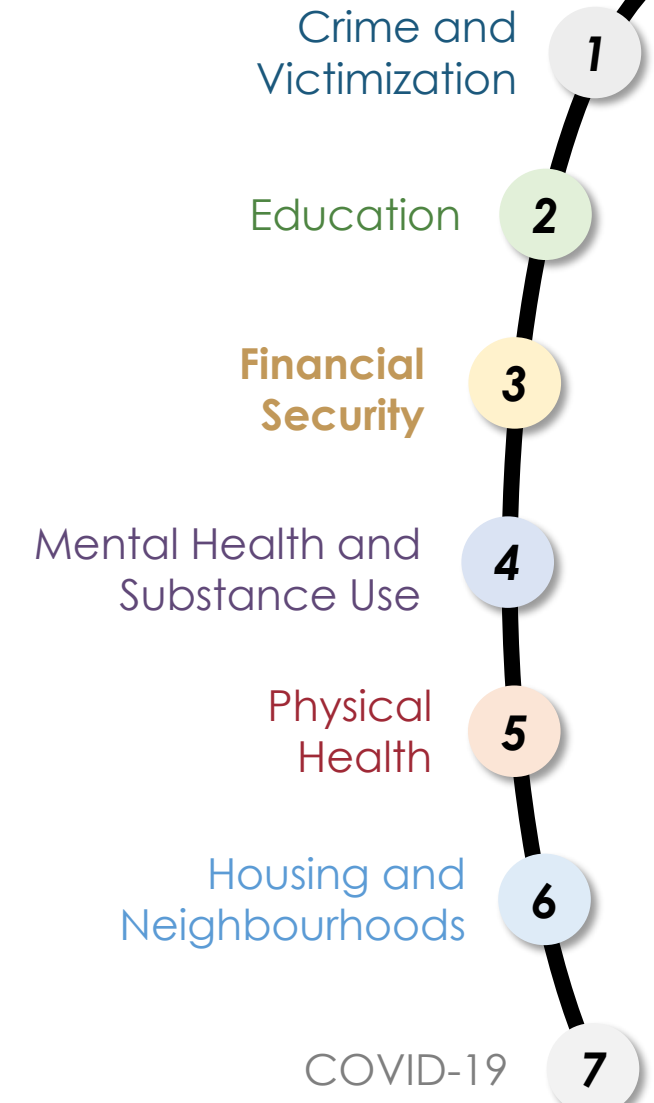 Crime and
Victimization
1
Education
2
Financial
Security
3
Mental Health and
Substance Use
4
Physical
Health
5
Housing and
Neighbourhoods
6
COVID-19
7